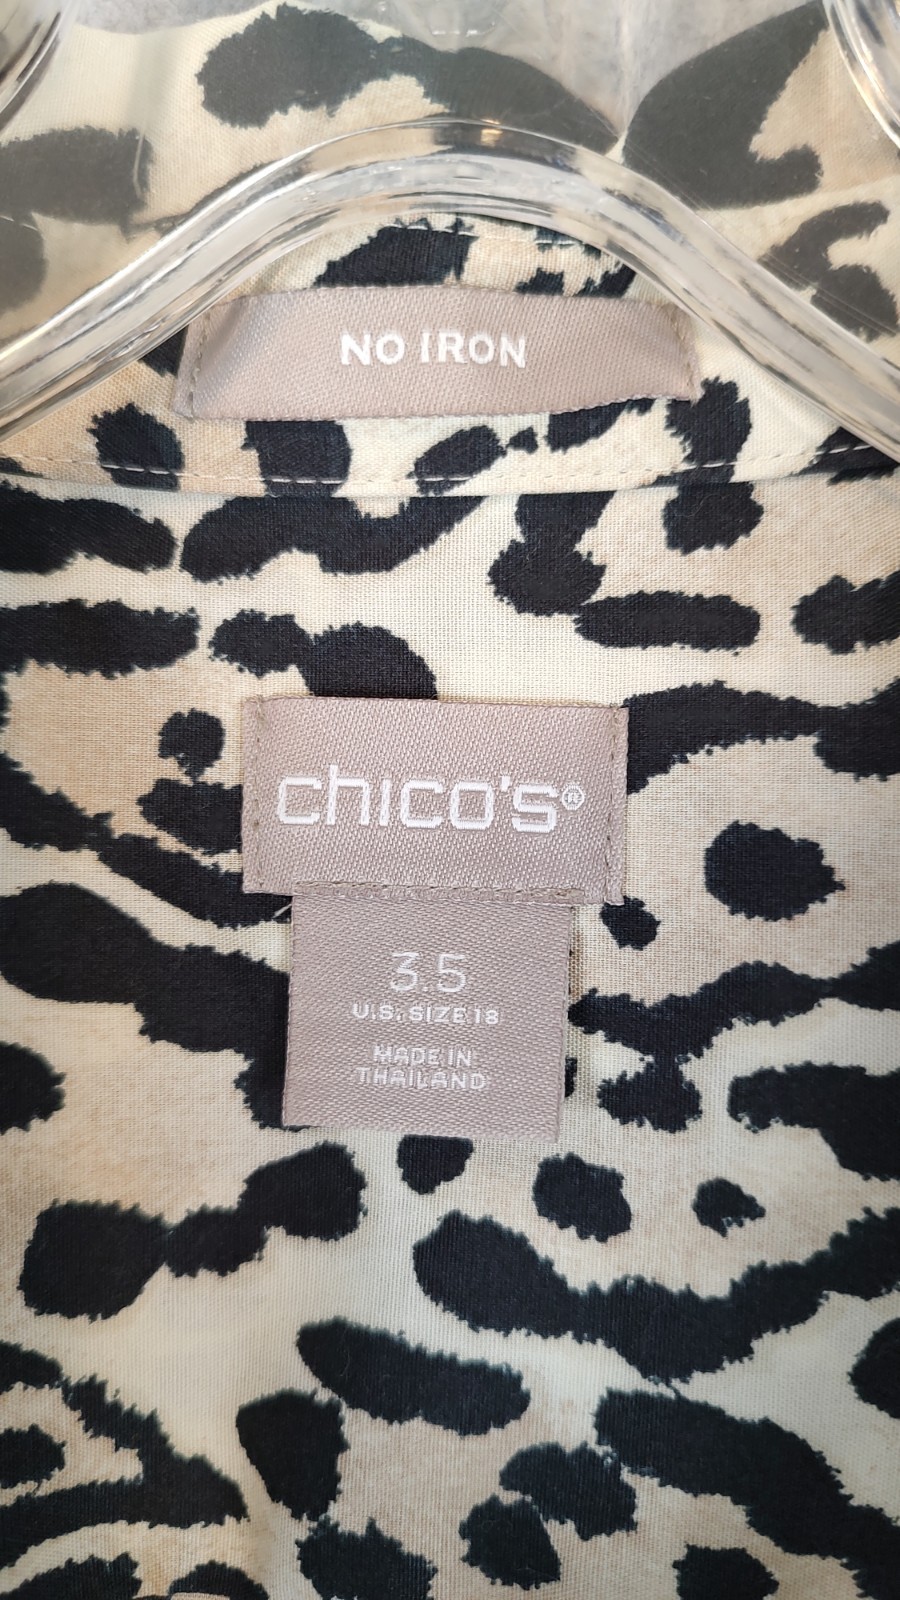 NO IRON
chico's®
3.5
U.S. SIZE 18
MADE IN
THAILAND